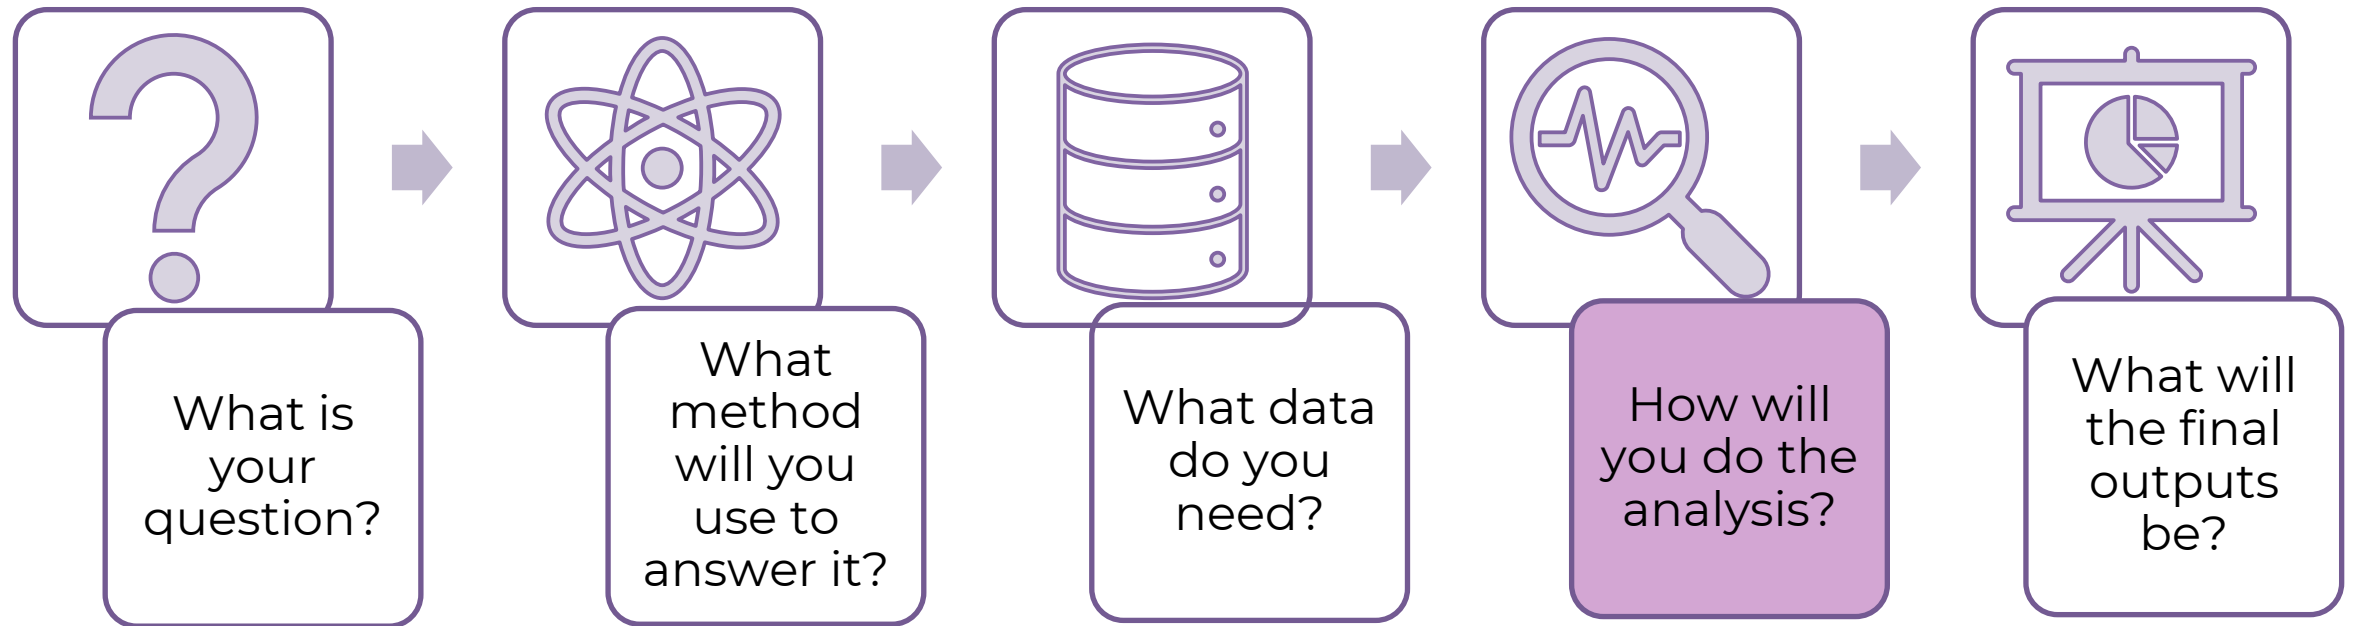 What is
your
question?
What
method
will you
use to
answer it?
What data
do you
need?
How will
you do the
analysis?
What will
the final
outputs
be?